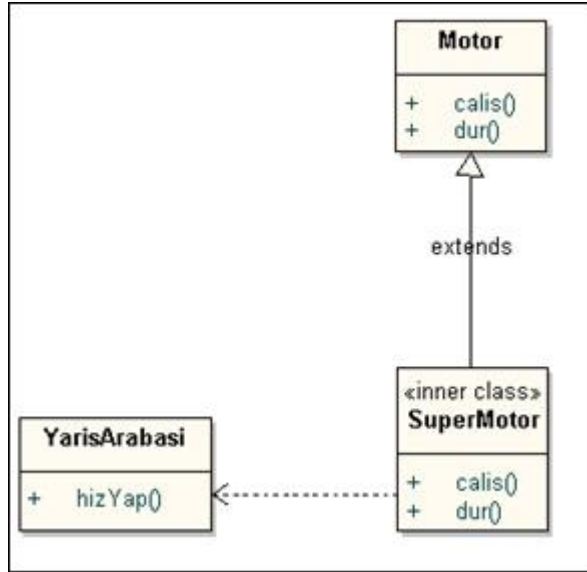 Motor
+ calis()
+ dur()
extends
«inner class»
SuperMotor
+ calis()
+ dur()
YarisArabasi
+ hizYap()